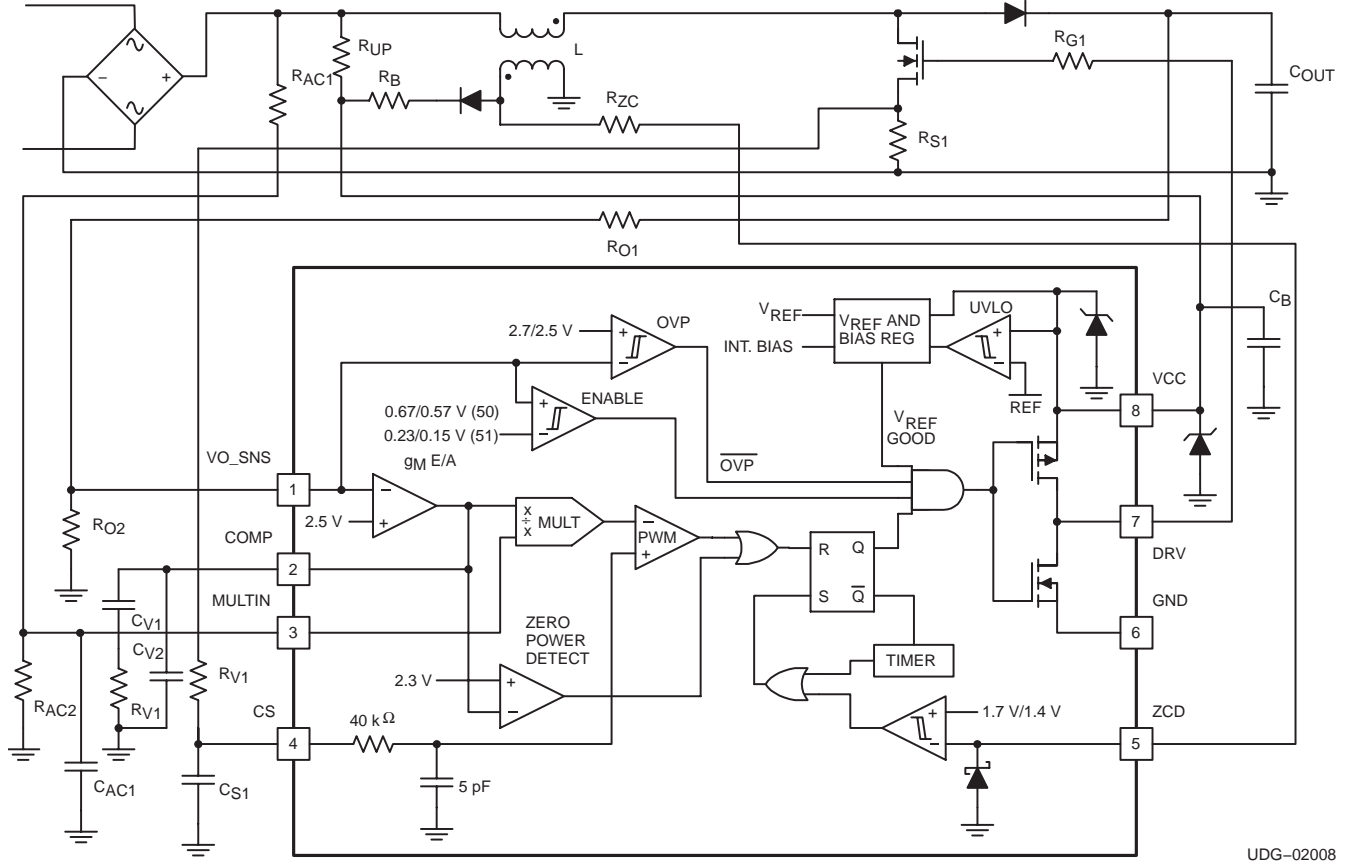 RUP
L
RAC1
RB
RZC
RG1
COUT
− +
RS1
RO1
CB
VREF
VREF AND
BIAS REG
UVLO
INT. BIAS
+
−
REF
2.7/2.5 V
+
−
OVP
ENABLE
+
−
0.67/0.57 V (50)
0.23/0.15 V (51)
VREF
GOOD
OVP
VCC
8
VO_SNS
1
gM E/A
−
+
2.5 V
RO2
x
÷
x
MULT
−
PWM
+
R Q
S Q
7
DRV
COMP
2
MULTIN
3
CV1
CV2
RV1
RV1
RAC2
CAC1
CS1
ZERO
POWER
DETECT
2.3 V
+
−
TIMER
GND
6
CS
4
40 kΩ
5 pF
+
−
1.7 V/1.4 V
ZCD
5
UDG–02008